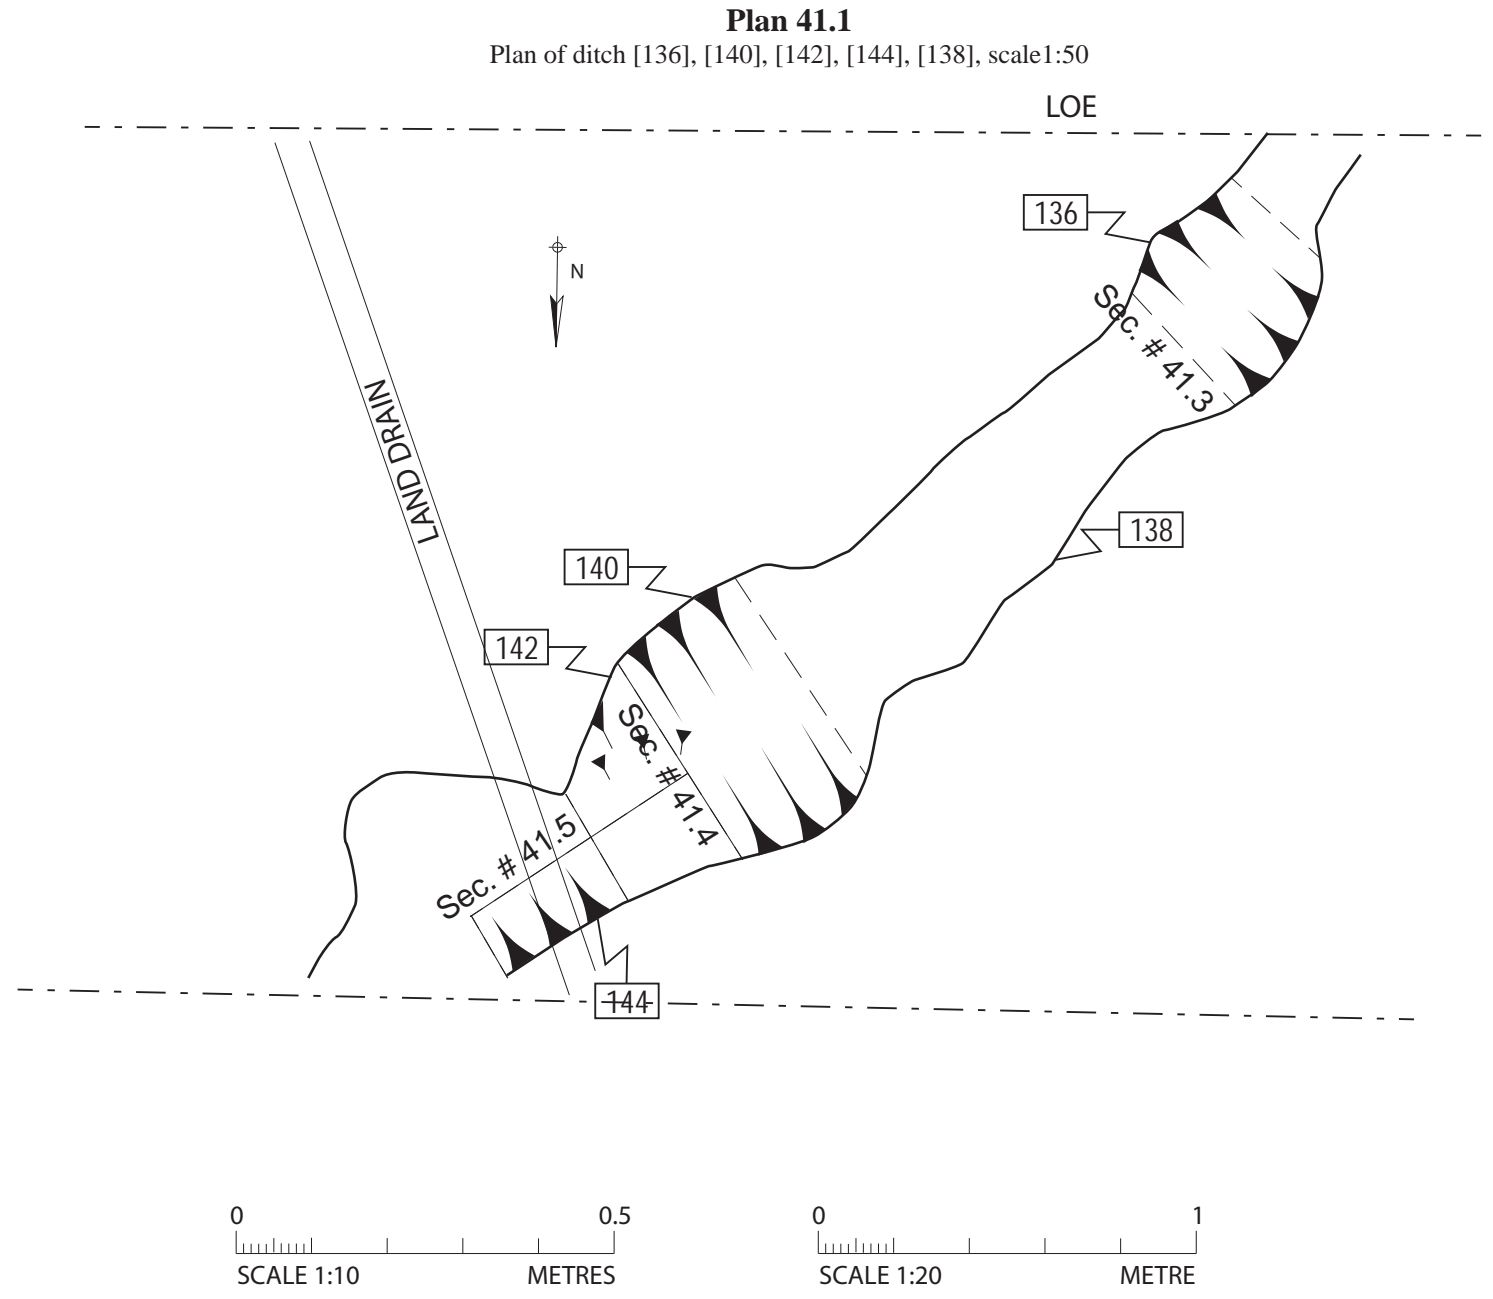 Plan 41.1
Plan of ditch [136], [140], [142], [144], [138], scale1:50
LOE
136
N
Sec. # 41.3
LAND DRAIN
138
140
142
Sec. # 41.4
Sec. # 41.5
144
0 0.5
SCALE 1:10 METRES
0 1
SCALE 1:20 METRE